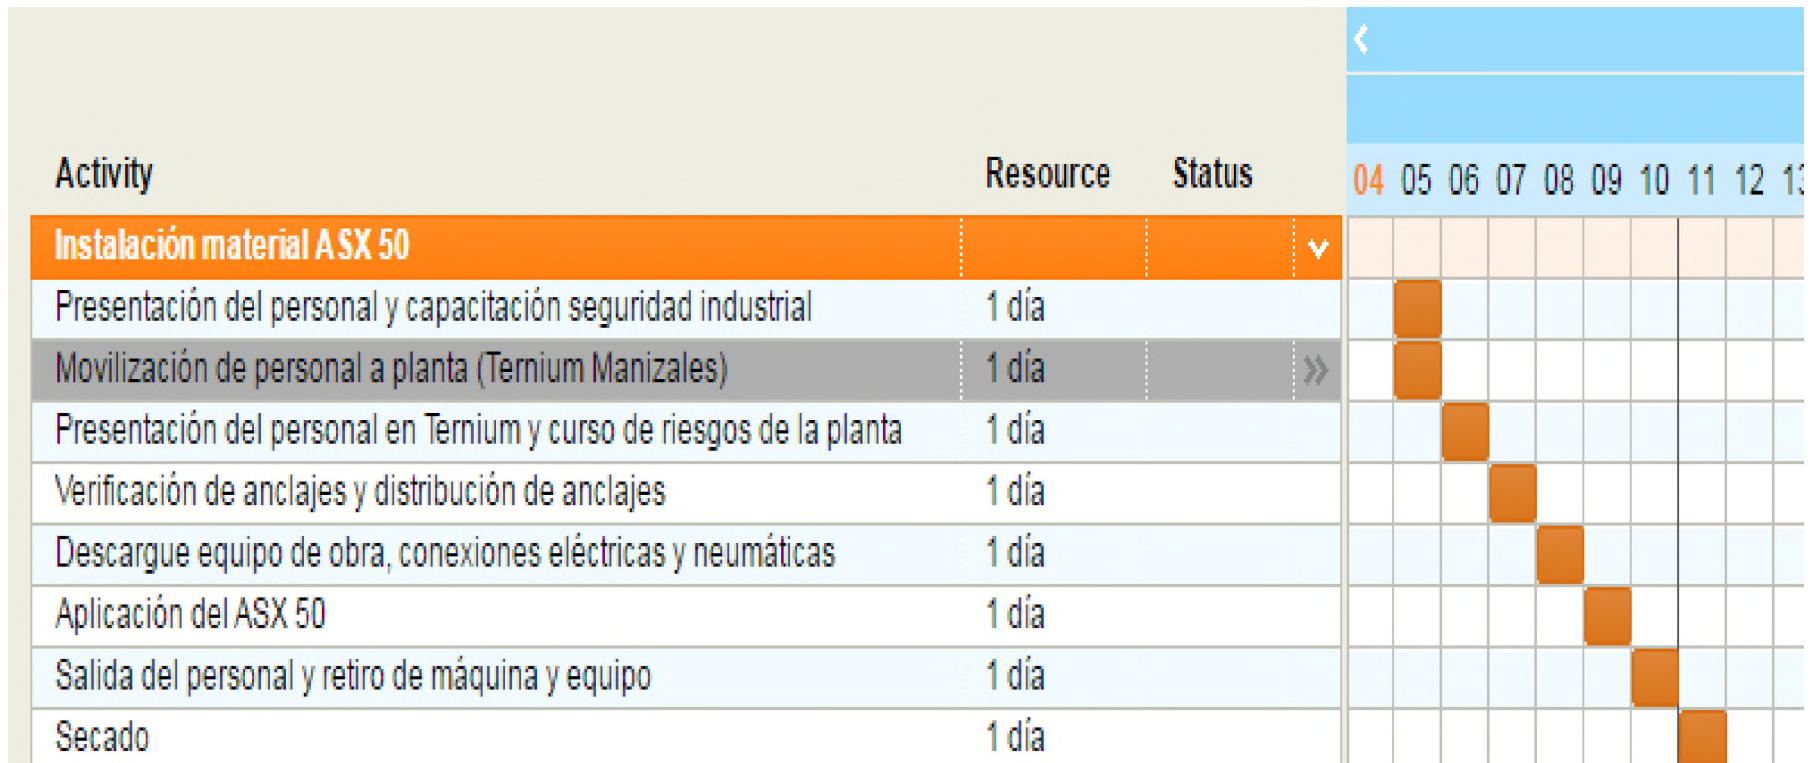 Activity Resource Status 04 05 06 07 08 09 10 11 12 13
Instalación material ASX 50
Presentación del personal y capacitación seguridad industrial 1 día
Movilización de personal a planta (Ternium Manizales) 1 día
Presentación del personal en Ternium y curso de riesgos de la planta 1 día
Verificación de anclajes y distribución de anclajes 1 día
Descargue equipo de obra, conexiones eléctricas y neumáticas 1 día
Aplicación del ASX 50 1 día
Salida del personal y retiro de máquina y equipo 1 día
Secado 1 día